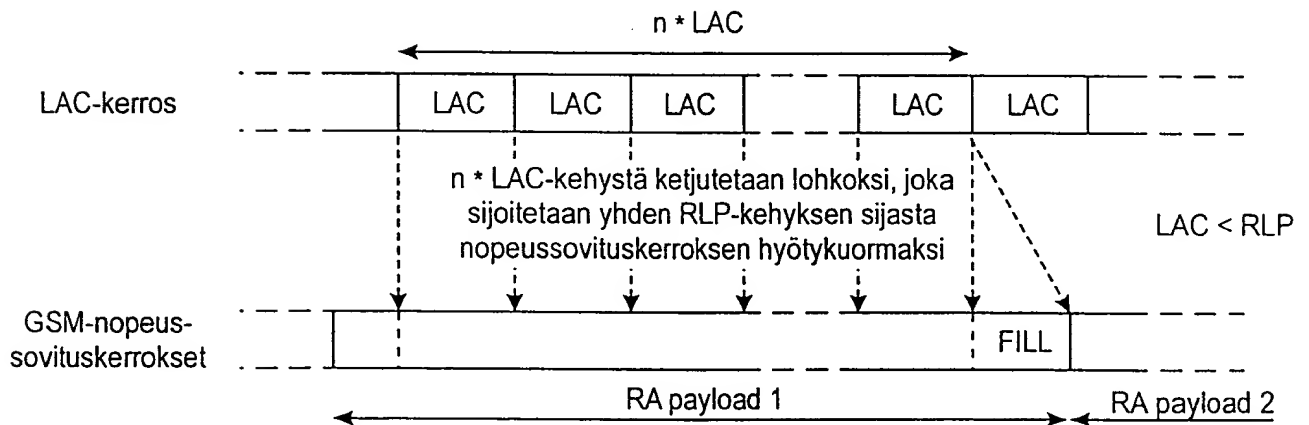 n * LAC
LAC-kerros
LAC LAC LAC LAC LAC
n * LAC-kehystä ketjutetaan lohkoksi, joka
sijoitetaan yhden RLP-kehyksen sijasta
nopeussovituskerroksen hyötykuormaksi
LAC < RLP
GSM-nopeus-
sovituskerrokset
FILL
RA payload 1
RA payload 2